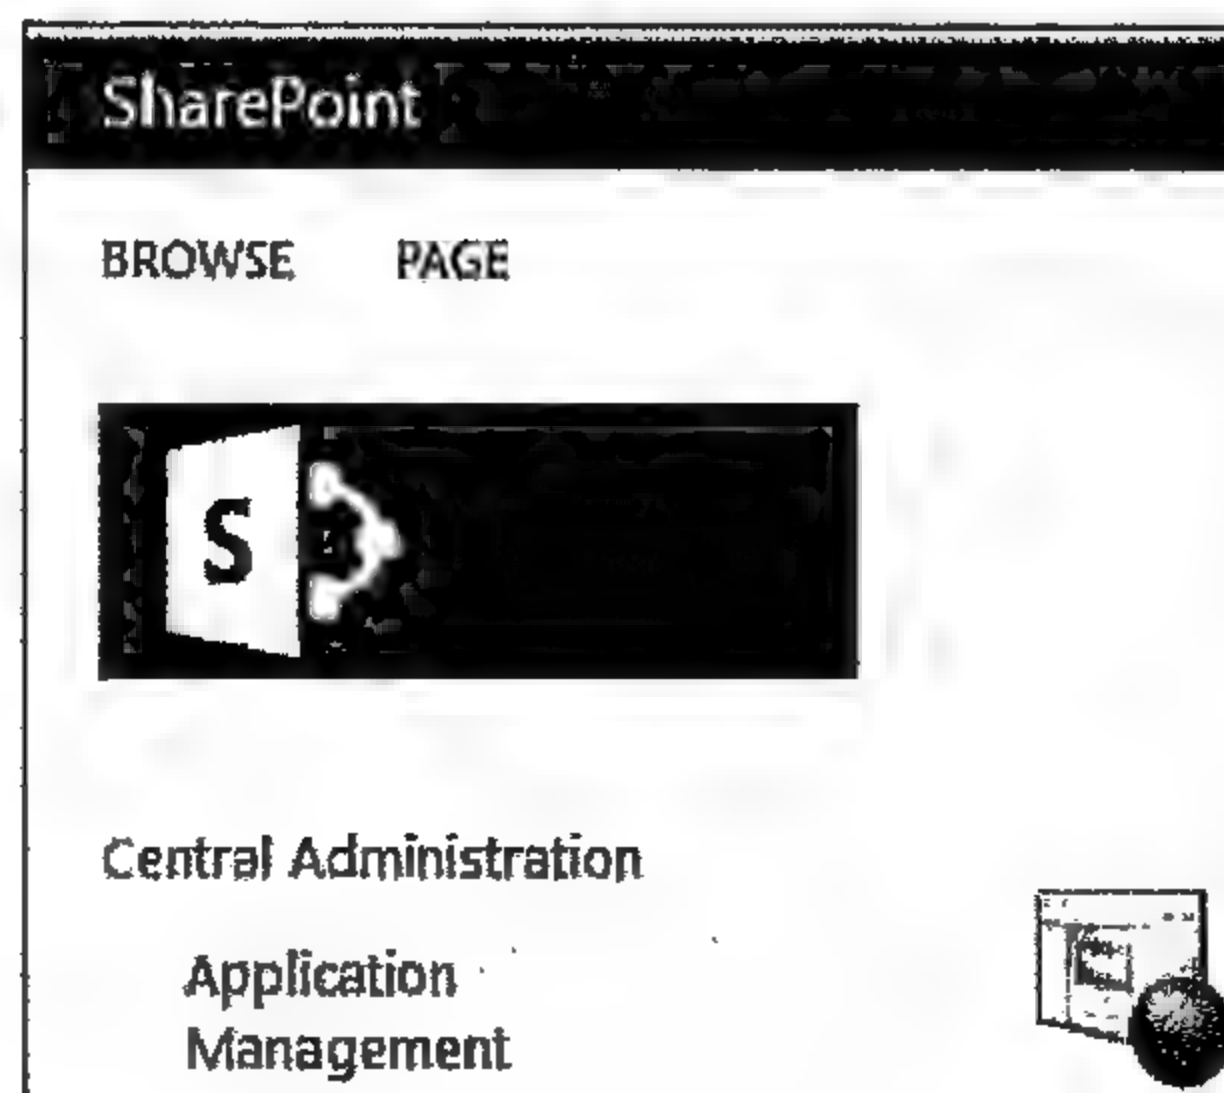 SharePoint
BROWSE PAGE
S
Central Administration
Application
Management